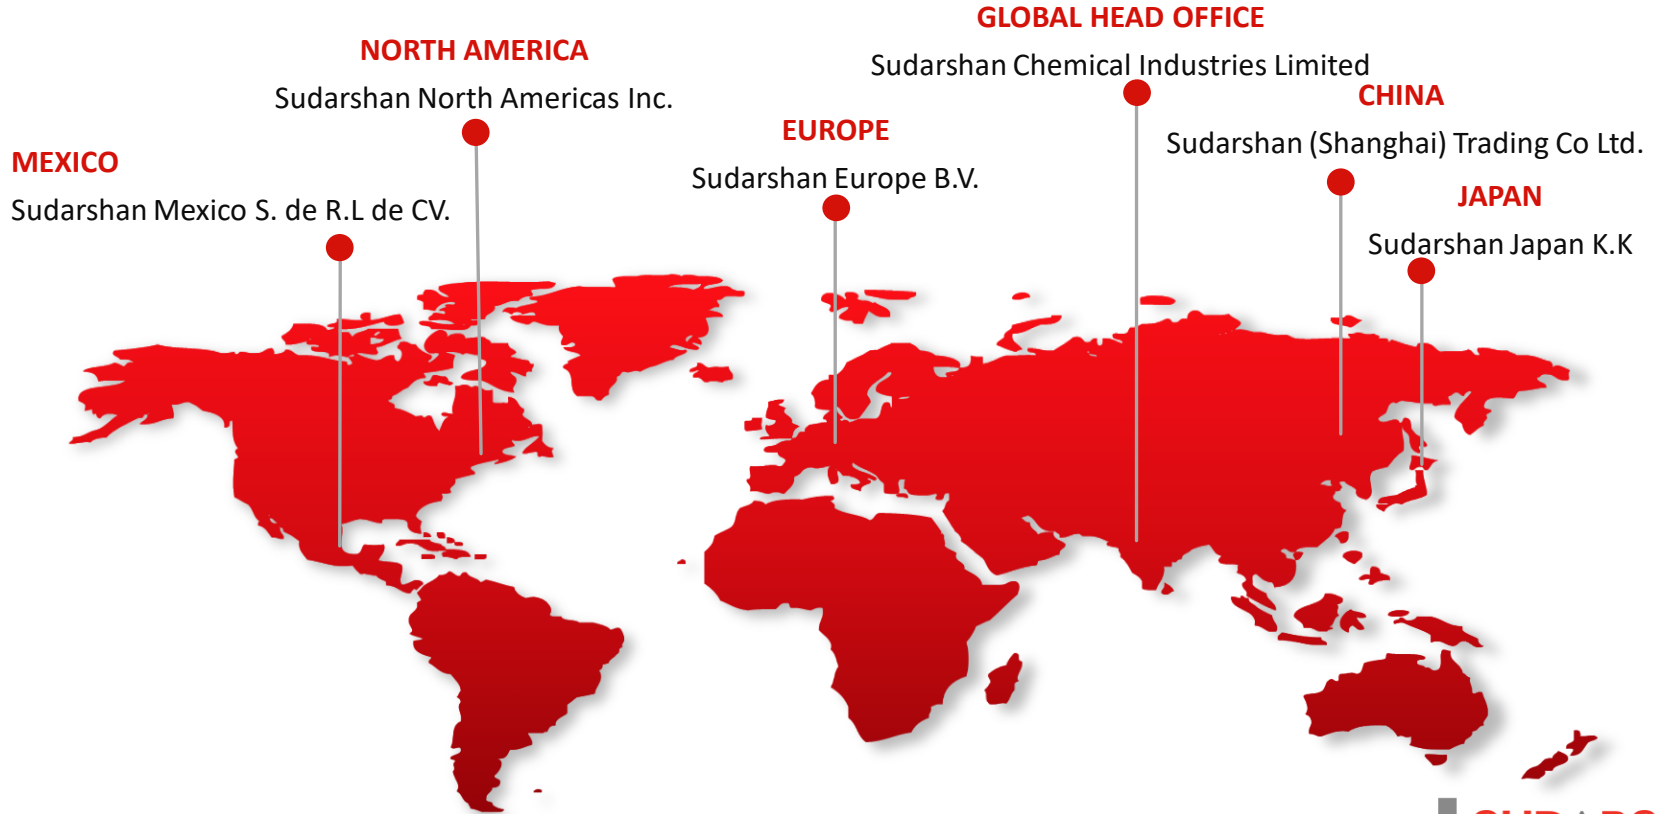 GLOBAL HEAD OFFICE
Sudarshan Chemical Industries Limited
NORTH AMERICA
Sudarshan North Americas Inc.
CHINA
Sudarshan (Shanghai) Trading Co Ltd.
EUROPE
Sudarshan Europe B.V.
MEXICO
Sudarshan Mexico S. de R.L de CV.
JAPAN
Sudarshan Japan K.K